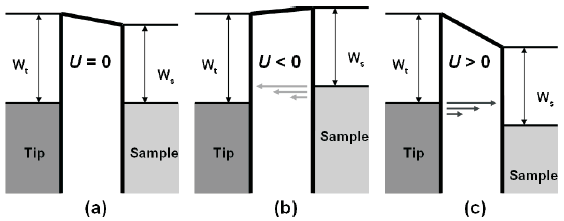 Wt
U = 0
Ws
Tip
Sample
(a)
Wt
U < 0
Ws
Tip
Sample
(b)
Wt
U > 0
Ws
Tip
Sample
(c)